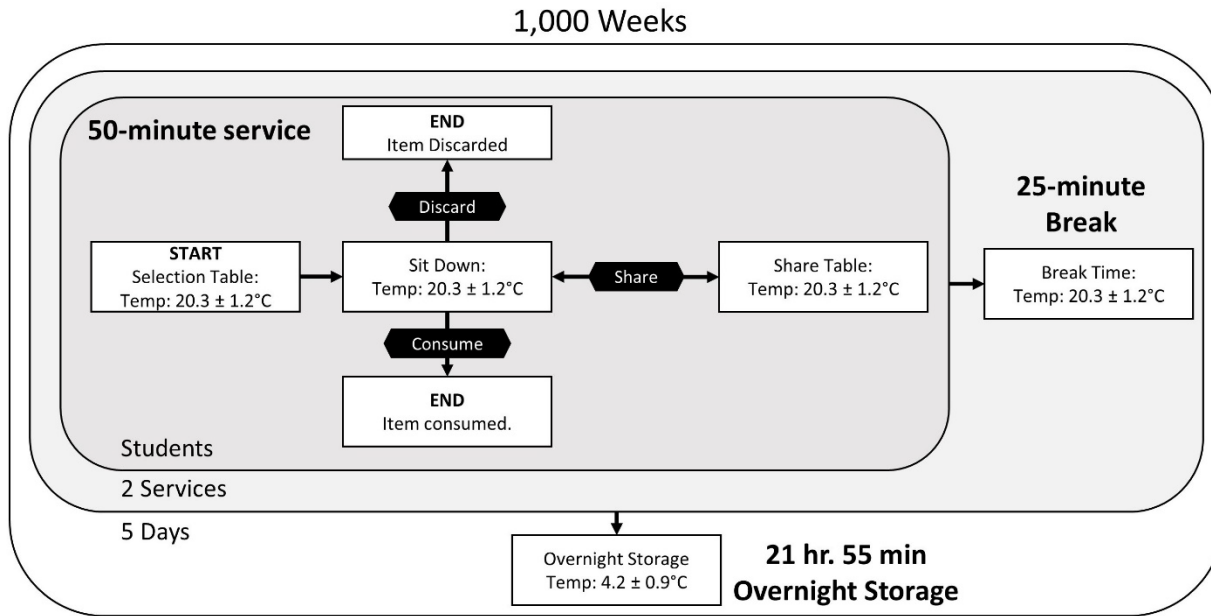 1,000 Weeks
50-minute service
END
Item Discarded
Discard
START
Selection Table:
Temp: 20.3 ± 1.2°C
Sit Down:
Temp: 20.3 ± 1.2°C
Share
Share Table:
Temp: 20.3 ± 1.2°C
25-minute
Break
Break Time:
Temp: 20.3 ± 1.2°C
Consume
END
Item consumed.
Students
2 Services
5 Days
Overnight Storage
Temp: 4.2 ± 0.9°C
21 hr. 55 min
Overnight Storage